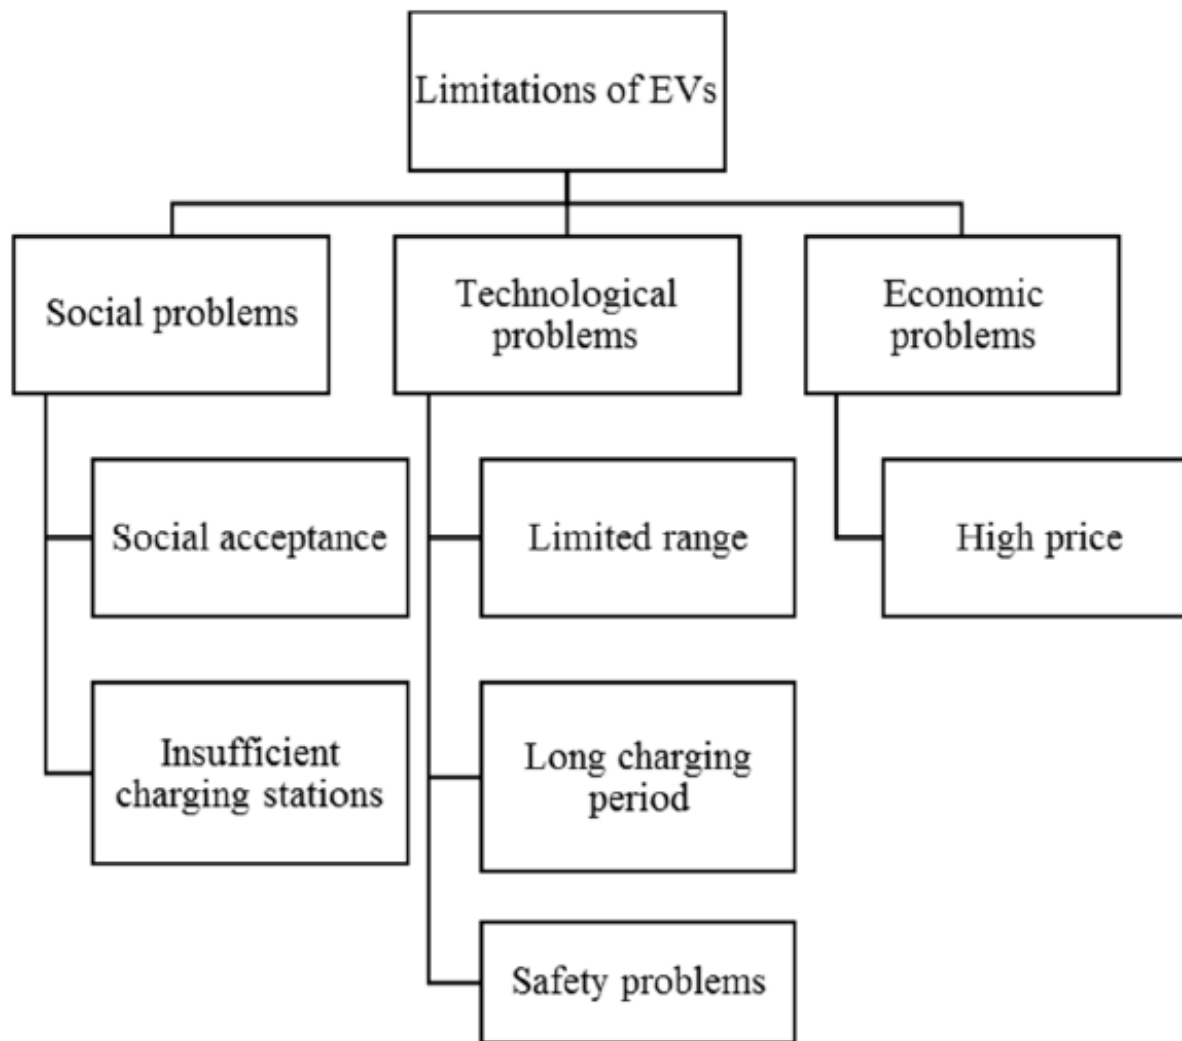 Limitations of EVs
Social problems
Technological
problems
Economic
problems
Social acceptance
Limited range
High price
Insufficient
charging stations
Long charging
period
Safety problems